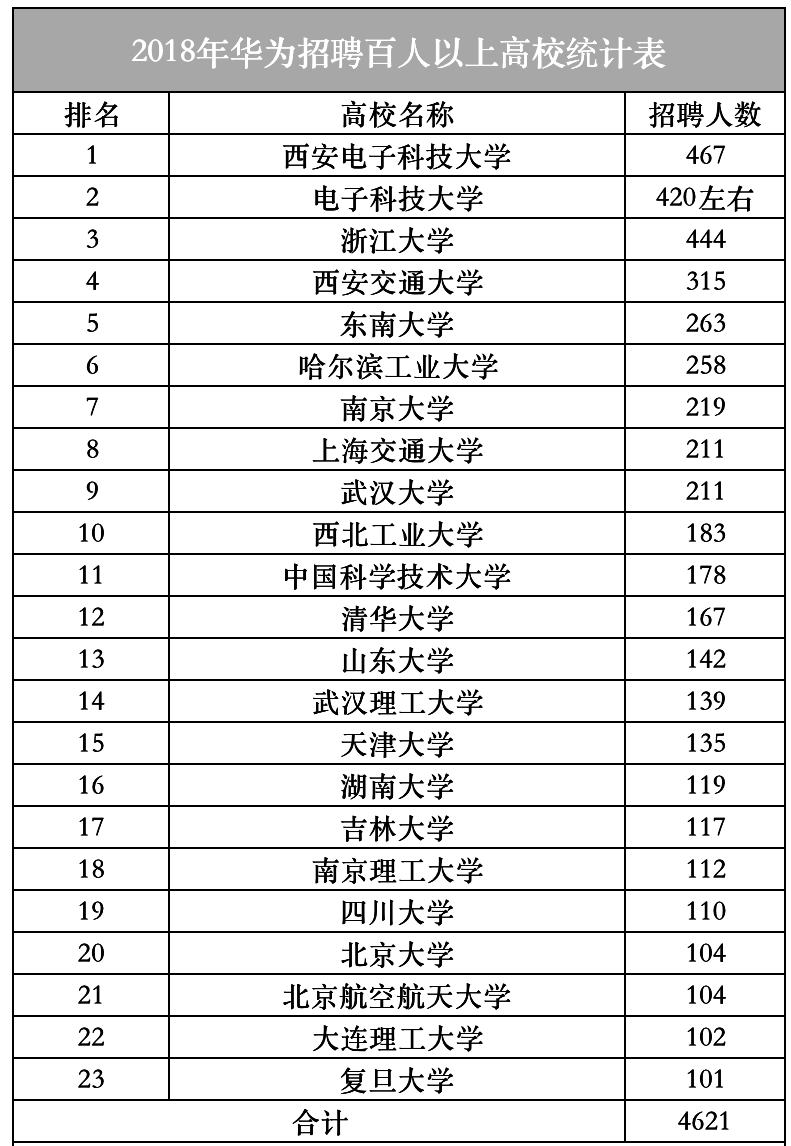 2018年华为招聘百人以上高校统计表
排名 高校名称 招聘人数
1 西安电子科技大学 467
2 电子科技大学 420左右
3 浙江大学 444
4 西安交通大学 315
5 东南大学 263
6 哈尔滨工业大学 258
7 南京大学 219
8 上海交通大学 211
9 武汉大学 211
10 西北工业大学 183
11 中国科学技术大学 178
12 清华大学 167
13 山东大学 142
14 武汉理工大学 139
15 天津大学 135
16 湖南大学 119
17 吉林大学 117
18 南京理工大学 112
19 四川大学 110
20 北京大学 104
21 北京航空航天大学 104
22 大连理工大学 102
23 复旦大学 101
合计 4621